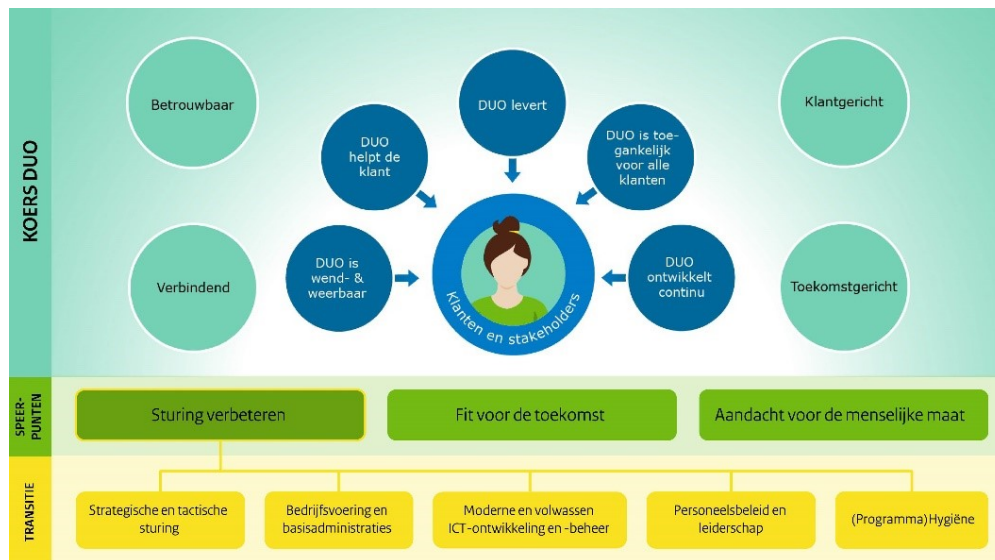 KOERS DUO
Betrouwbaar
Verbindend
DUO
helpt de
klant
DUO levert
DUO is toe-
gankelijk
voor alle
klanten
DUO is
wend- &
weerbaar
DUO
ontwikkelt
continu
Klanten en stakeholders
Klantgericht
Toekomstgericht
SPEER-
PUNTEN
Sturing verbeteren
Fit voor de toekomst
Aandacht voor de menselijke maat
TRANSITIE
Strategische en tactische
sturing
Bedrijfsvoering en
basisadministraties
Moderne en volwassen
ICT-ontwikkeling en -beheer
Personeelsbeleid en
leiderschap
(Programma)Hygiëne